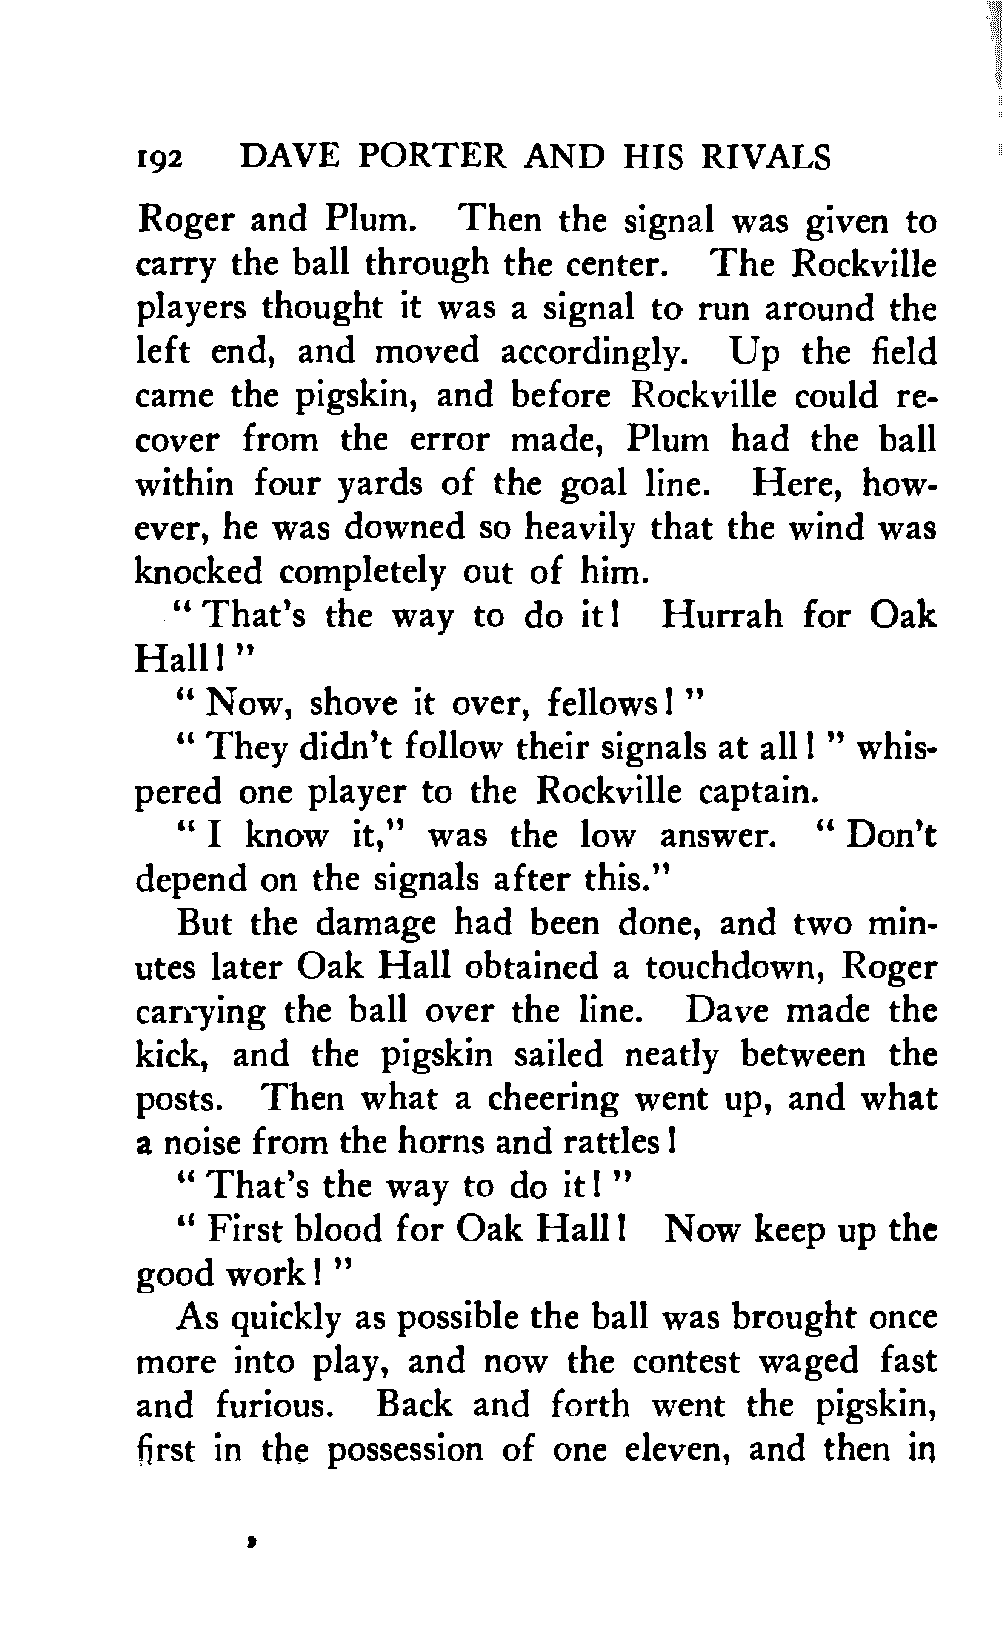 192 DAVE PORTER AND HIS RIVALS
Roger and Plum. Then the signal was given to
carry the ball through the center. The Rockville
players thought it was a signal to run around the
left end, and moved accordingly. Up the field
came the pigskin, and before Rockville could re-
cover from the error made, Plum had the ball
within four yards of the goal line. Here, how-
ever, he was downed so heavily that the wind was
knocked completely out of him.
" That's the way to do it! Hurrah for Oak
Hall! "
" Now, shove it over, fellows! "
" They didn't follow their signals at all! " whis-
pered one player to the Rockville captain.
" I know it," was the low answer. " Don't
depend on the signals after this."
But the damage had been done, and two min-
utes later Oak Hall obtained a touchdown, Roger
carrying the ball over the line. Dave made the
kick, and the pigskin sailed neatly between the
posts. Then what a cheering went up, and what
a noise from the horns and rattles!
" That's the way to do it! "
" First blood for Oak Hall! Now keep up the
good work! "
As quickly as possible the ball was brought once
more into play, and now the contest waged fast
and furious. Back and forth went the pigskin,
first in the possession of one eleven, and then in